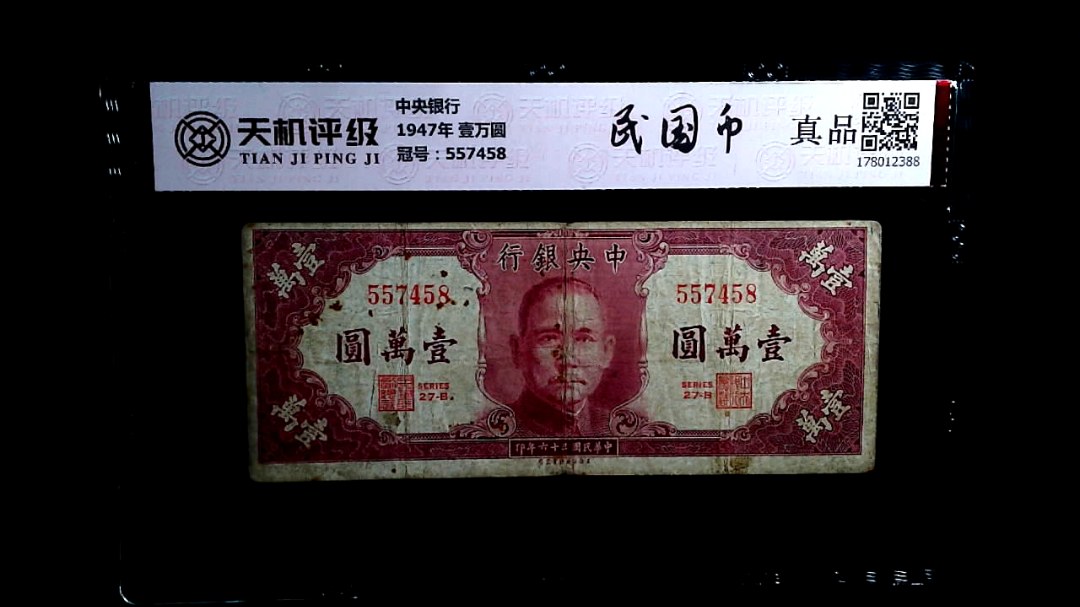 天机评级
TIAN JI PING JI
中央银行
1947年 壹万圆
冠号：557458
民国币
真品
178012388
行銀央中
壹萬
壹萬
557458
557458
圓萬壹
圓萬壹
SERIES
27-B
SERIES
27-B
印年六十三國民華中
壹萬
壹萬